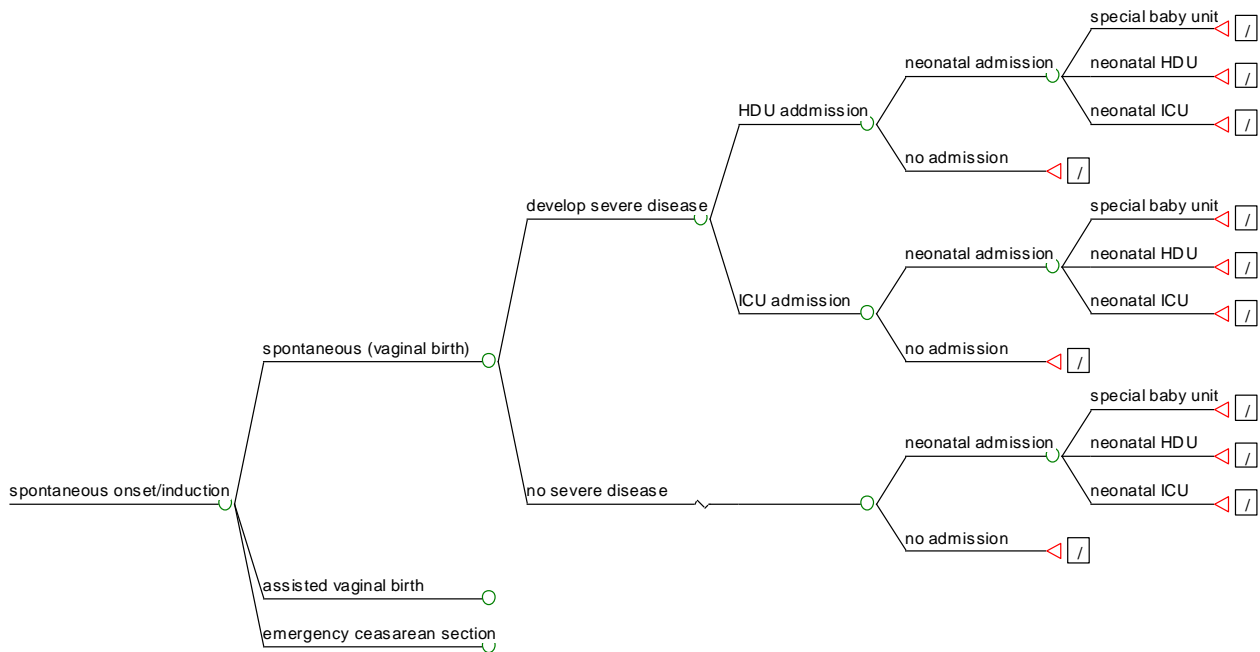 special baby unit
/
neonatal admission
neonatal HDU
/
HDU addmission
neonatal ICU
/
no admission
/
develop severe disease
special baby unit
/
neonatal admission
neonatal HDU
/
ICU admission
neonatal ICU
/
spontaneous (vaginal birth)
no admission
/
special baby unit
/
neonatal admission
neonatal HDU
/
spontaneous onset/induction
no severe disease
neonatal ICU
/
no admission
/
assisted vaginal birth
emergency ceasarean section